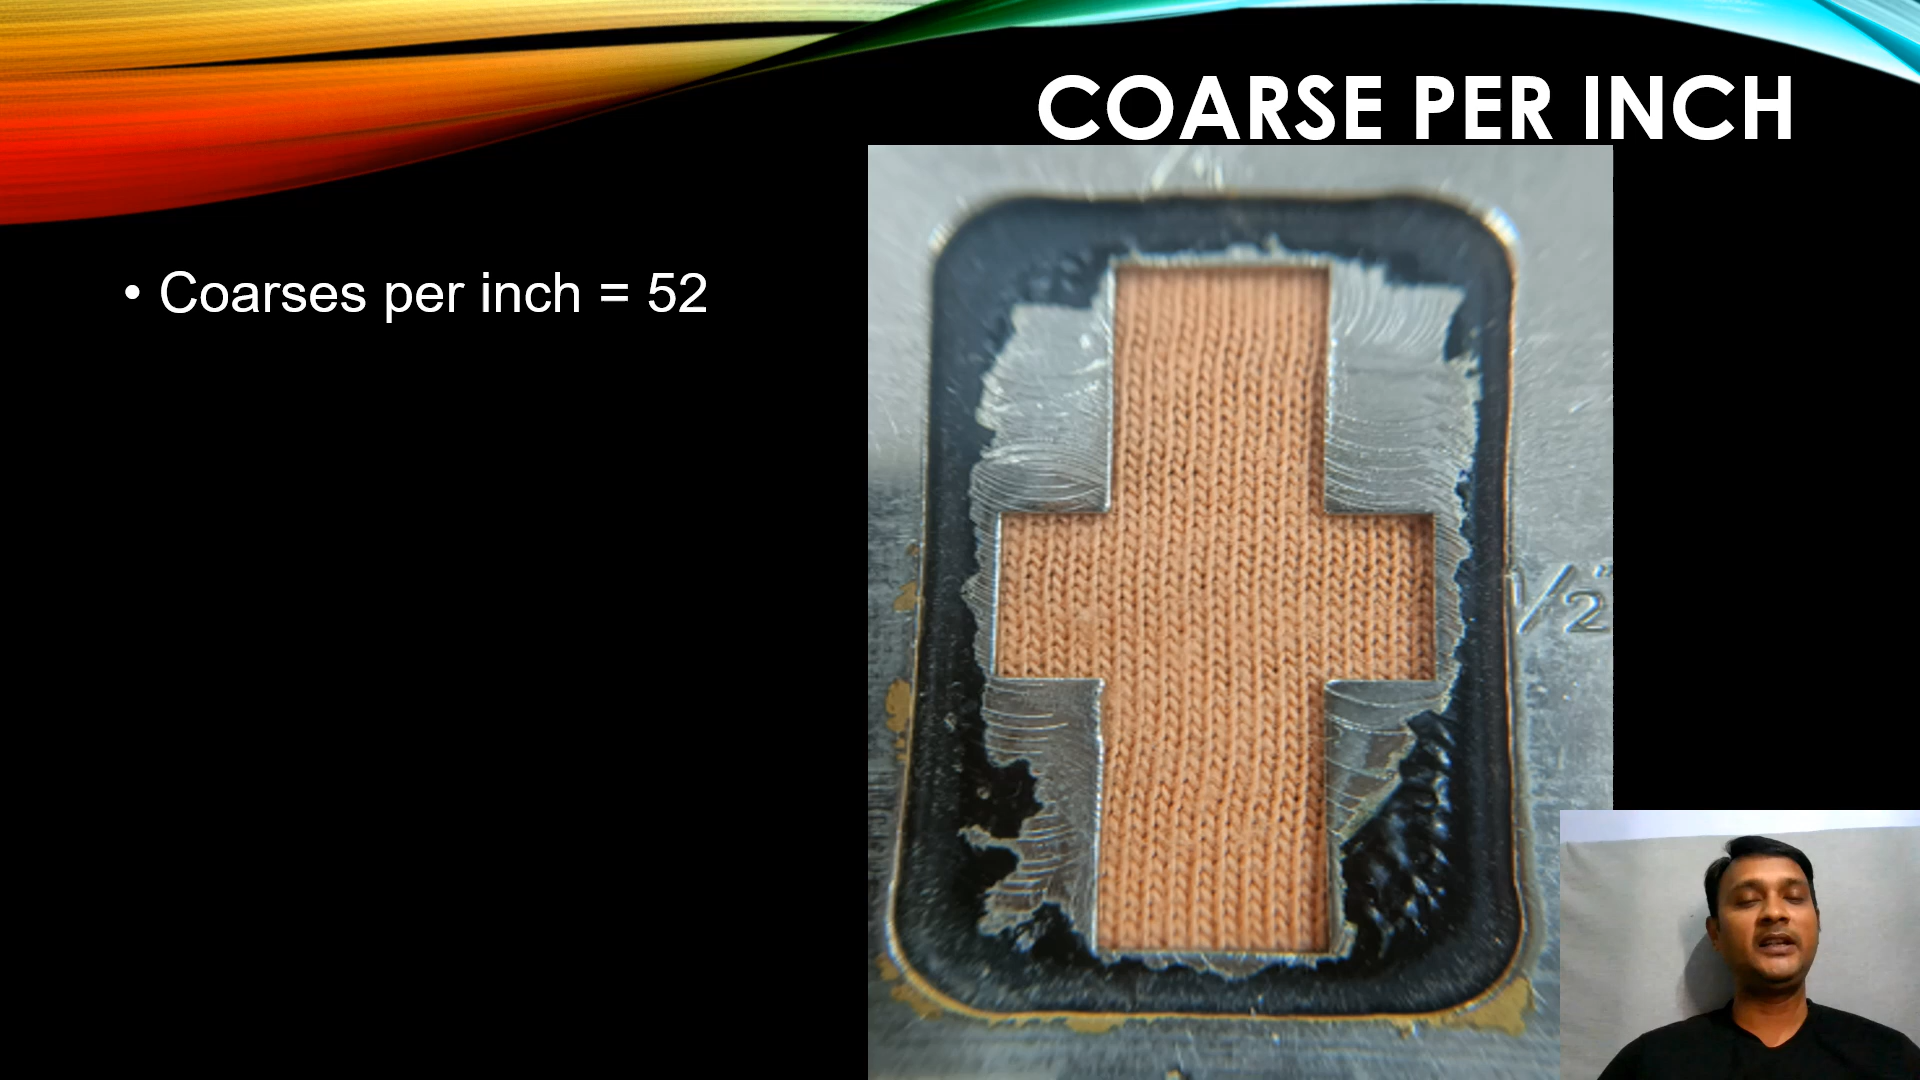 COARSE PER INCH
• Coarses per inch = 52
1/2"